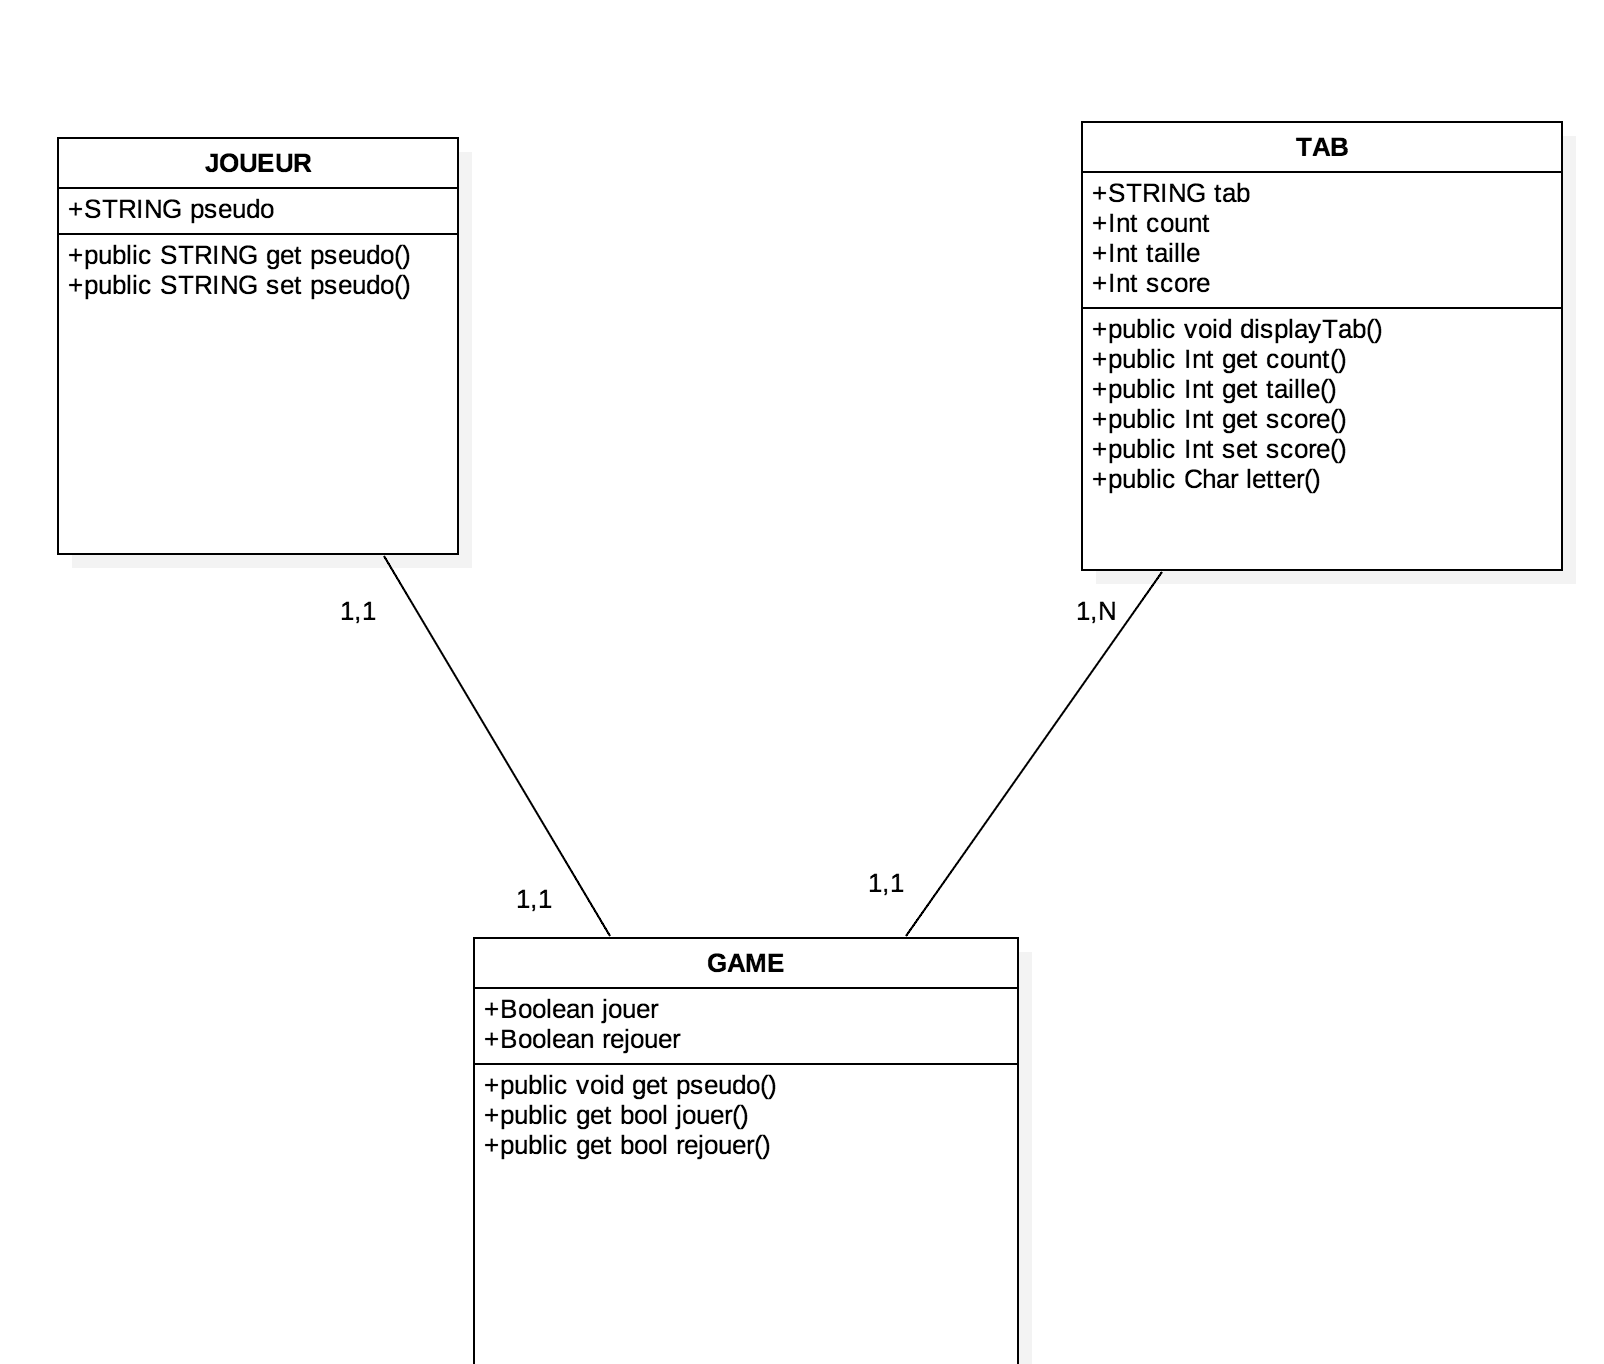 JOUEUR
+STRING pseudo
+public STRING get pseudo()
+public STRING set pseudo()
TAB
+STRING tab
+Int count
+Int taille
+Int score
+public void displayTab()
+public Int get count()
+public Int get taille()
+public Int get score()
+public Int set score()
+public Char letter()
1,1
1,N
1,1
1,1
GAME
+Boolean jouer
+Boolean rejouer
+public void get pseudo()
+public get bool jouer()
+public get bool rejouer()